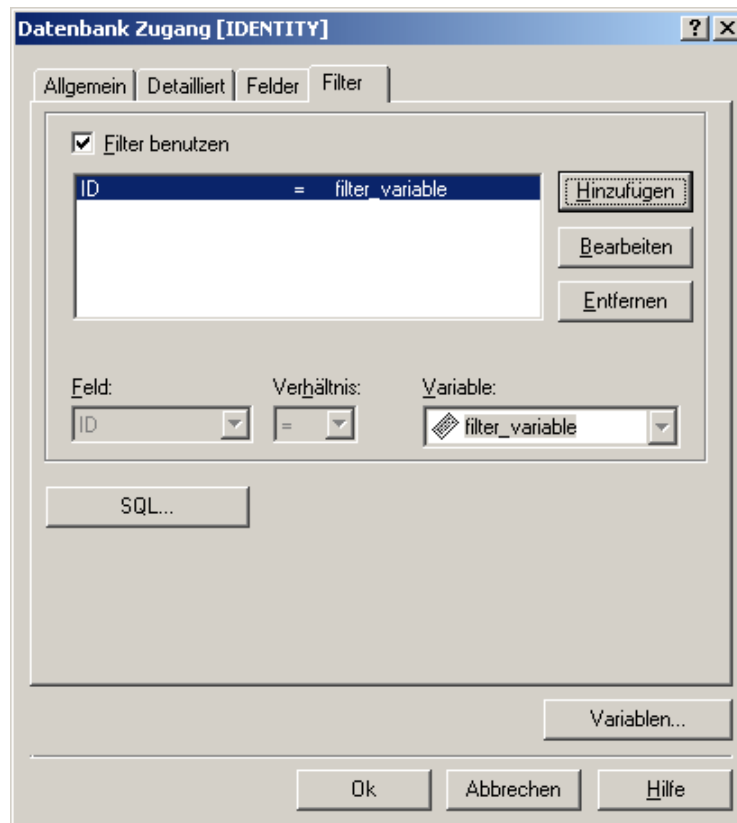 Datenbank Zugang [IDENTITY]
Allgemein Detailliert Felder Filter
Filter benutzen
ID = filter_variable
Hinzufügen
Bearbeiten
Entfernen
Feld: Verhältnis: Variable:
ID = filter_variable
SQL...
Variablen...
Ok Abbrechen Hilfe